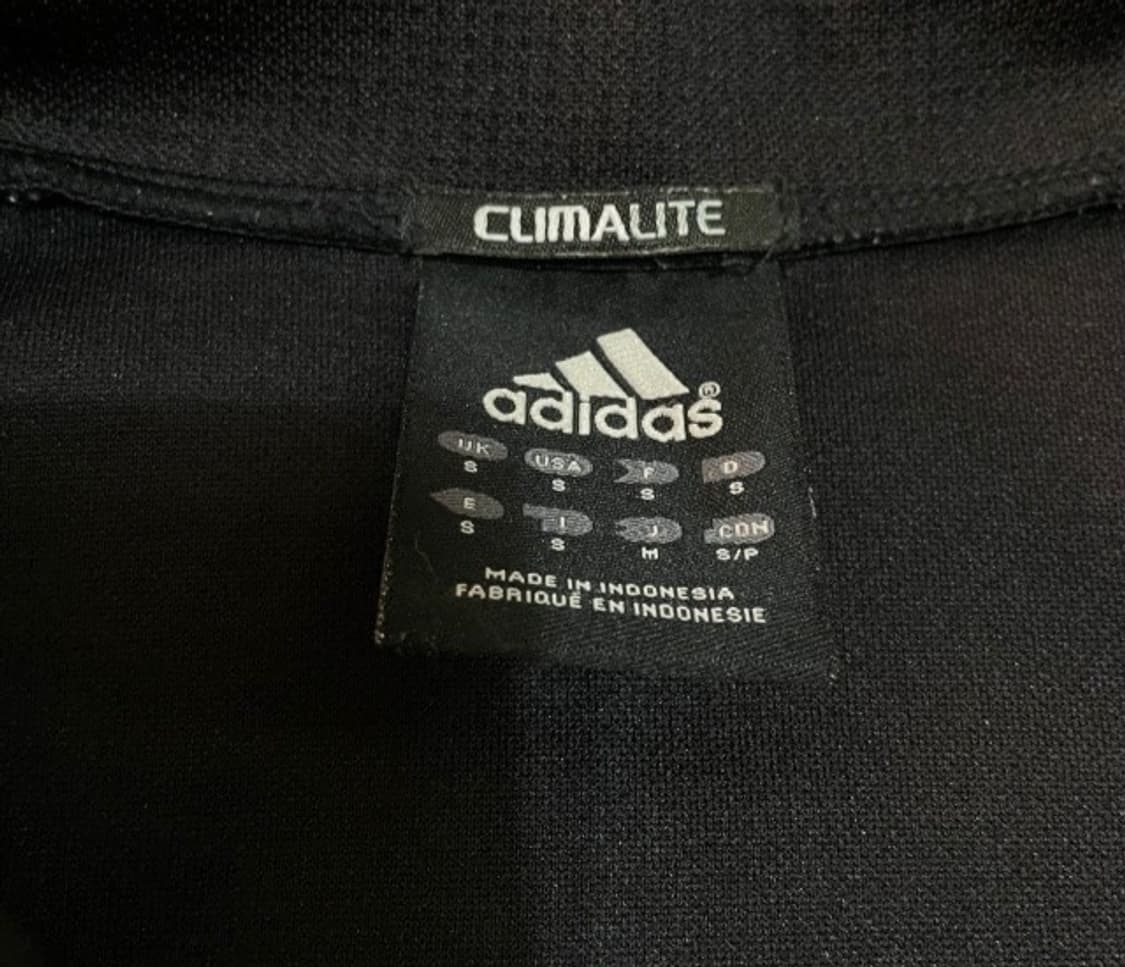 CLIMALITE
adidas®
UK USA F D
S S S S
E I J CDN
S S M S/P
MADE IN INDONESIA
FABRIQUÉ EN INDONESIE